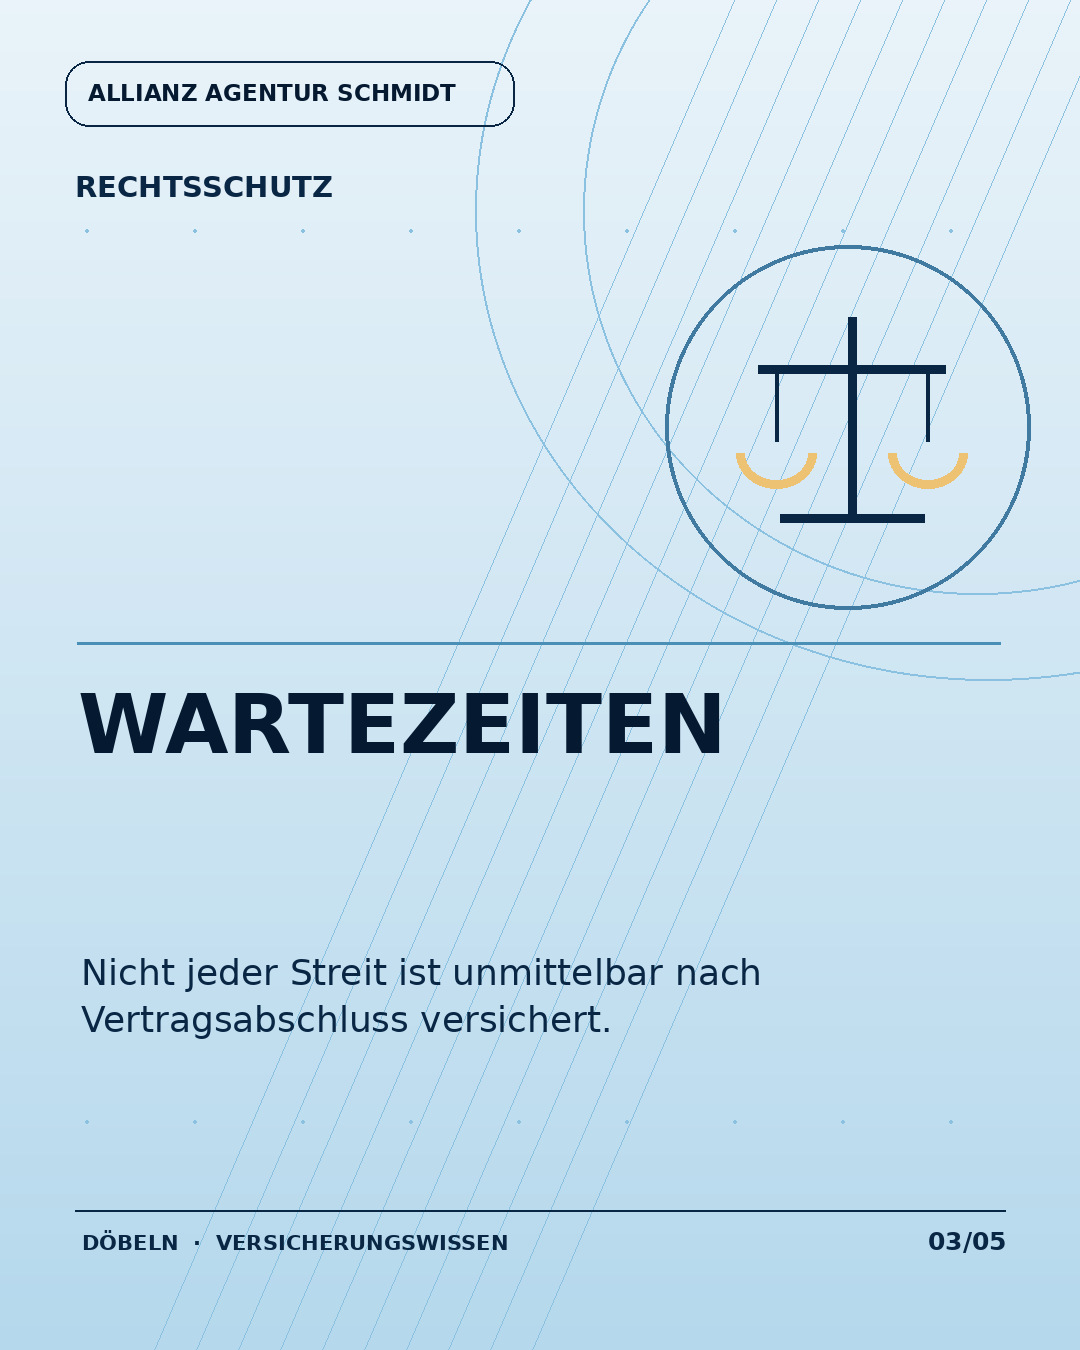 ALLIANZ AGENTUR SCHMIDT
RECHTSSCHUTZ
WARTEZEITEN
Nicht jeder Streit ist unmittelbar nach
Vertragsabschluss versichert.
DÖBELN · VERSICHERUNGSWISSEN
03/05